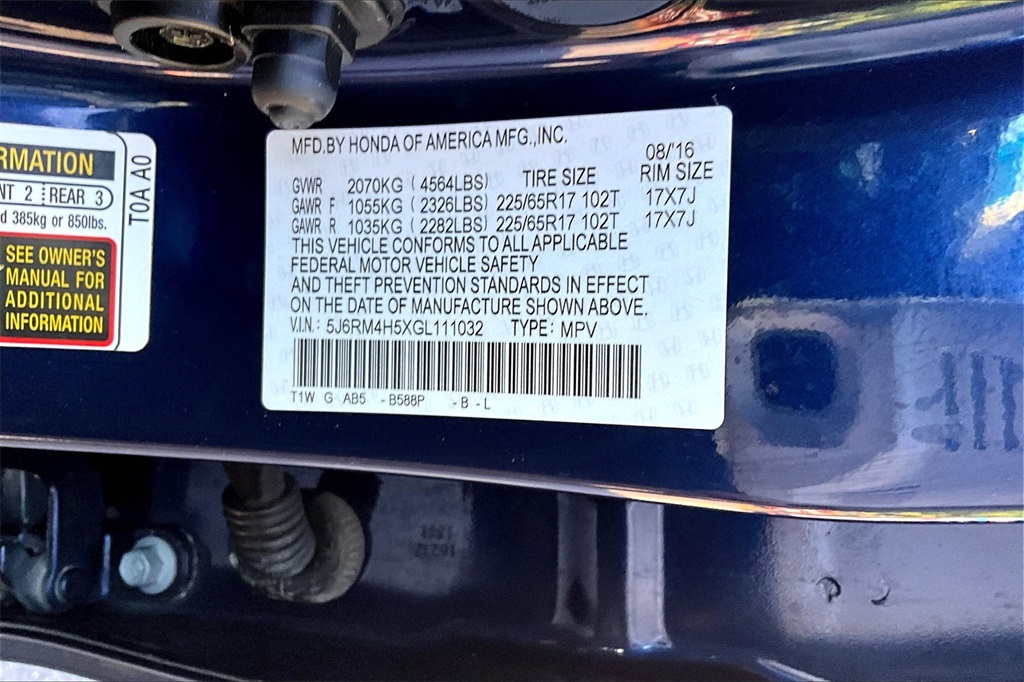 RMATION
NT 2 REAR 3
d 385kg or 850lbs.
SEE OWNER'S
MANUAL FOR
ADDITIONAL
INFORMATION
T0A A0
MFD.BY HONDA OF AMERICA MFG.,INC.
08/'16
GVWR 2070KG ( 4564LBS) TIRE SIZE RIM SIZE
GAWR F 1055KG ( 2326LBS) 225/65R17 102T 17X7J
GAWR R 1035KG ( 2282LBS) 225/65R17 102T 17X7J
THIS VEHICLE CONFORMS TO ALL APPLICABLE
FEDERAL MOTOR VEHICLE SAFETY
AND THEFT PREVENTION STANDARDS IN EFFECT
ON THE DATE OF MANUFACTURE SHOWN ABOVE.
V.I.N.: 5J6RM4H5XGL111032 TYPE: MPV
T1W G AB5 -B588P -B -L